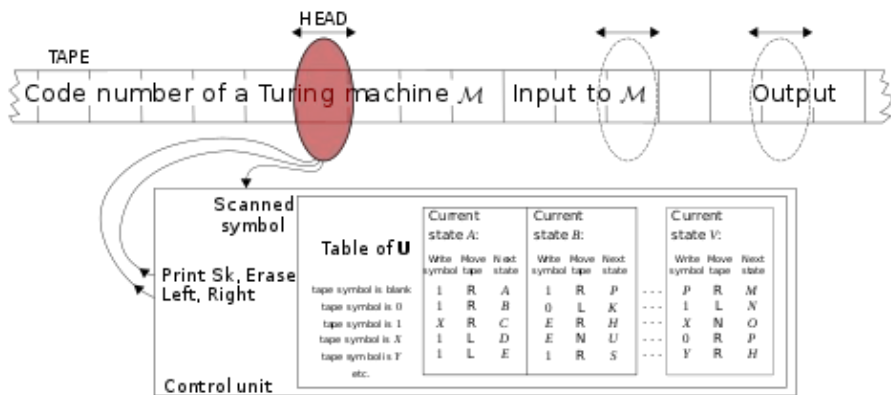 HEAD
TAPE
Code number of a Turing machine ℳ Input to ℳ Output
Scanned
symbol
Print Sk, Erase
Left, Right
Control unit
Table of U
Current
state A:
Current
state B:
Current
state V:
Write Move Next Write Move Next Write Move Next
symbol tape state symbol tape state symbol tape state
tape symbol is blank 1 R A 1 R P ---- P R M
tape symbol is 0 1 R B 0 L K ---- 1 L N
tape symbol is 1 X R C E R H ---- X N O
tape symbol is X 1 L D E N U ---- 0 R P
tape symbol is Y 1 L E 1 R S ---- Y R H
etc.